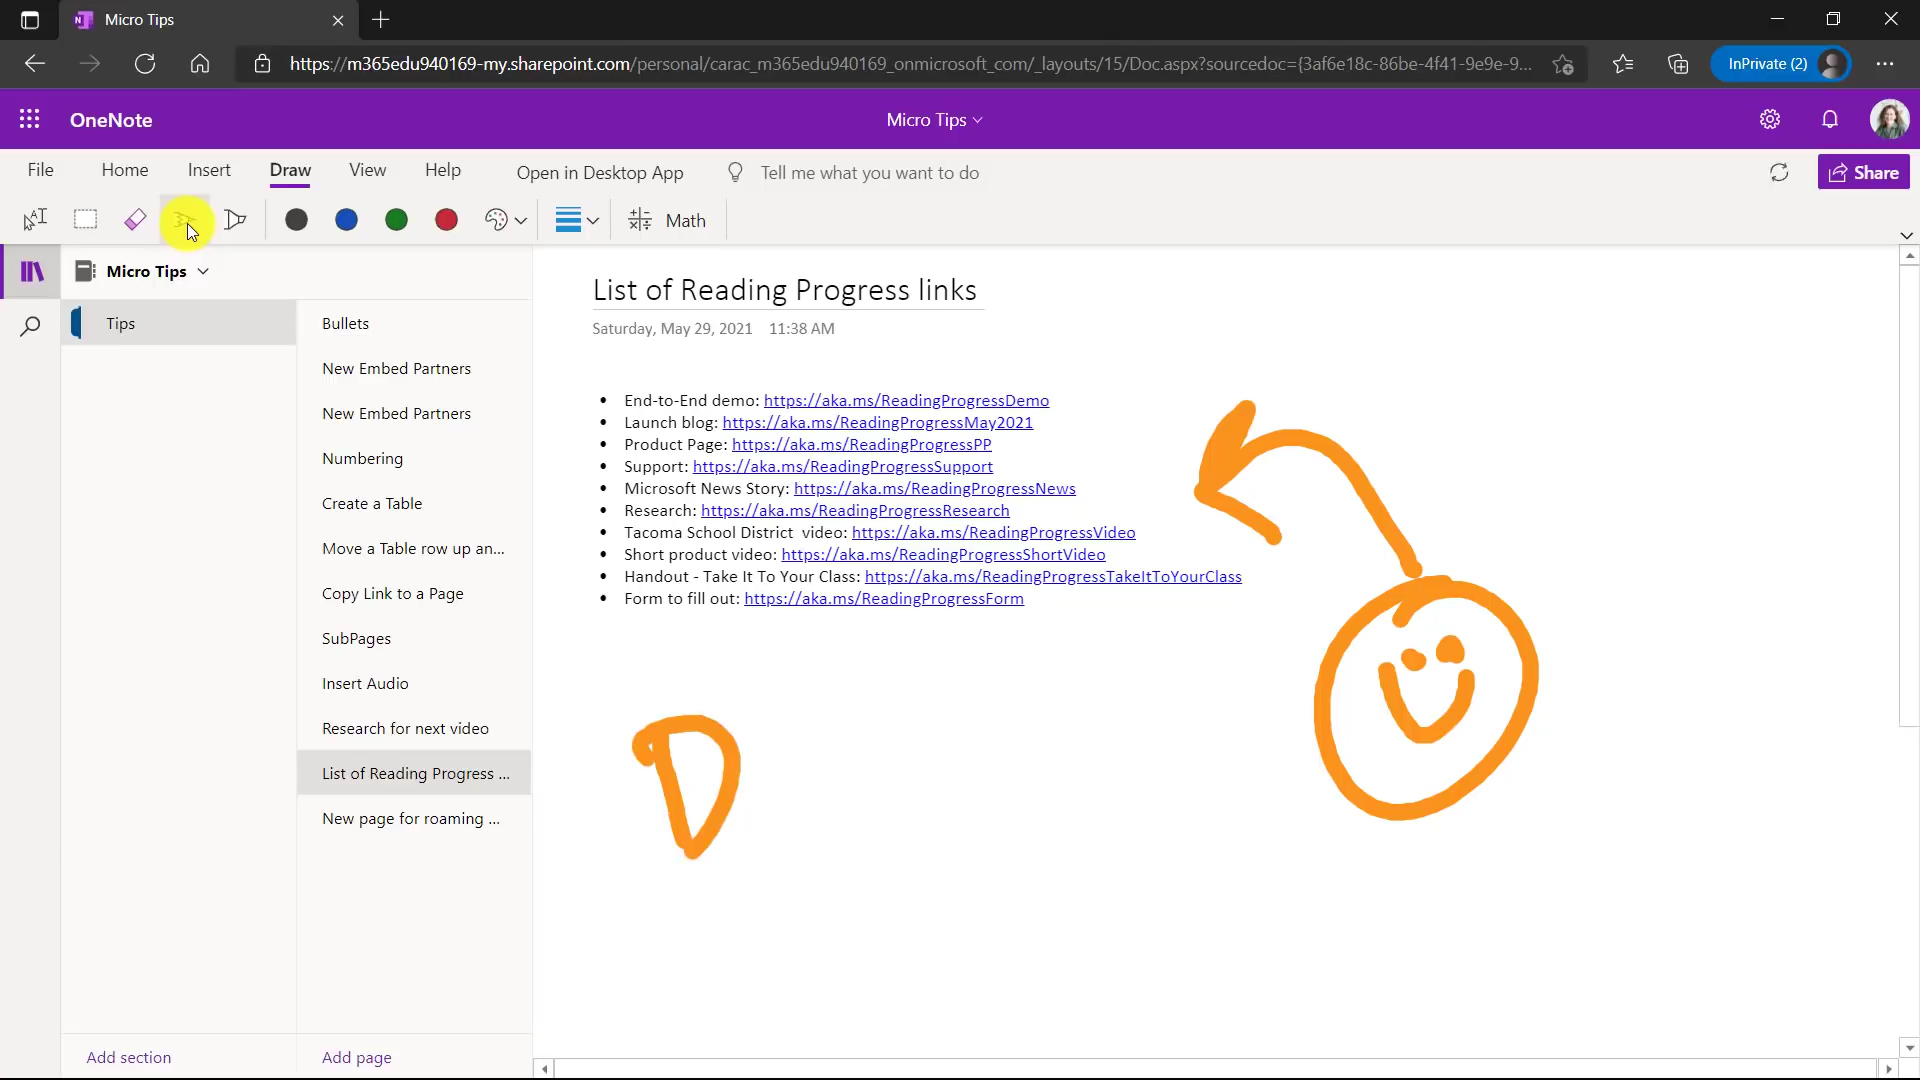 Micro Tips
https://m365edu940169-my.sharepoint.com/personal/carac_m365edu940169_onmicrosoft_com/_layouts/15/Doc.aspx?sourcedoc={3af6e18c-86be-4f41-9e9e-9...
InPrivate (2)
OneNote
Micro Tips
File Home Insert Draw View Help Open in Desktop App Tell me what you want to do
Share
Math
Micro Tips
Tips
Bullets
New Embed Partners
New Embed Partners
Numbering
Create a Table
Move a Table row up an...
Copy Link to a Page
SubPages
Insert Audio
Research for next video
List of Reading Progress ...
New page for roaming ...
Add section
Add page
List of Reading Progress links
Saturday, May 29, 2021 11:38 AM
• End-to-End demo: https://aka.ms/ReadingProgressDemo
• Launch blog: https://aka.ms/ReadingProgressMay2021
• Product Page: https://aka.ms/ReadingProgressPP
• Support: https://aka.ms/ReadingProgressSupport
• Microsoft News Story: https://aka.ms/ReadingProgressNews
• Research: https://aka.ms/ReadingProgressResearch
• Tacoma School District video: https://aka.ms/ReadingProgressVideo
• Short product video: https://aka.ms/ReadingProgressShortVideo
• Handout - Take It To Your Class: https://aka.ms/ReadingProgressTakeItToYourClass
• Form to fill out: https://aka.ms/ReadingProgressForm
D